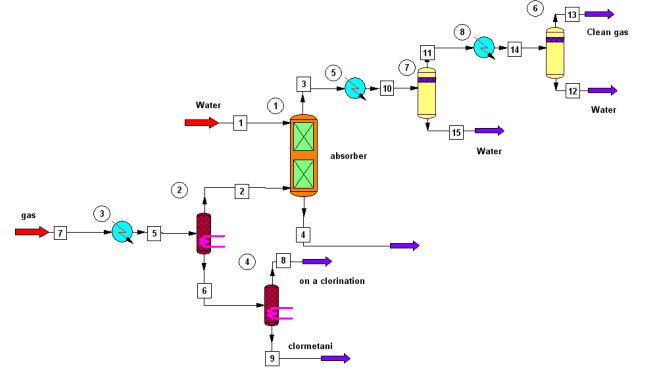 6
13
Clean gas
8
11
14
7
5
3
10
12
Water
Water
1
1
15
Water
absorber
2
2
gas
3
7
5
4
4
8
6
on a clorination
clormetani
9